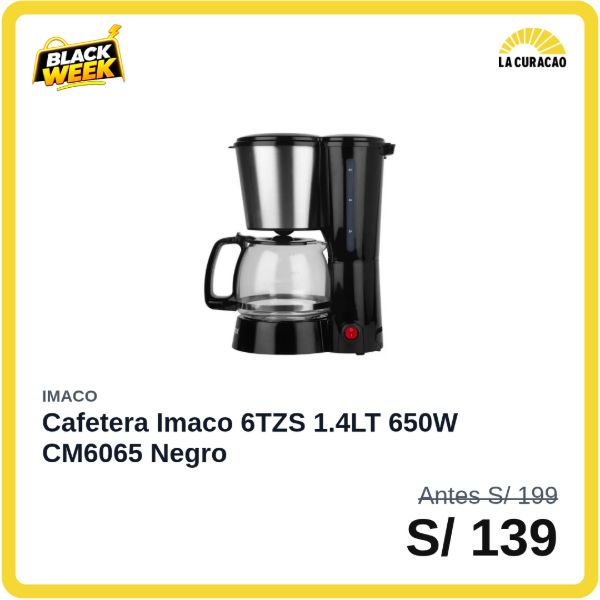 BLACK
WEEK
LA CURACAO
IMACO
Cafetera Imaco 6TZS 1.4LT 650W
CM6065 Negro
Antes S/ 199
S/ 139